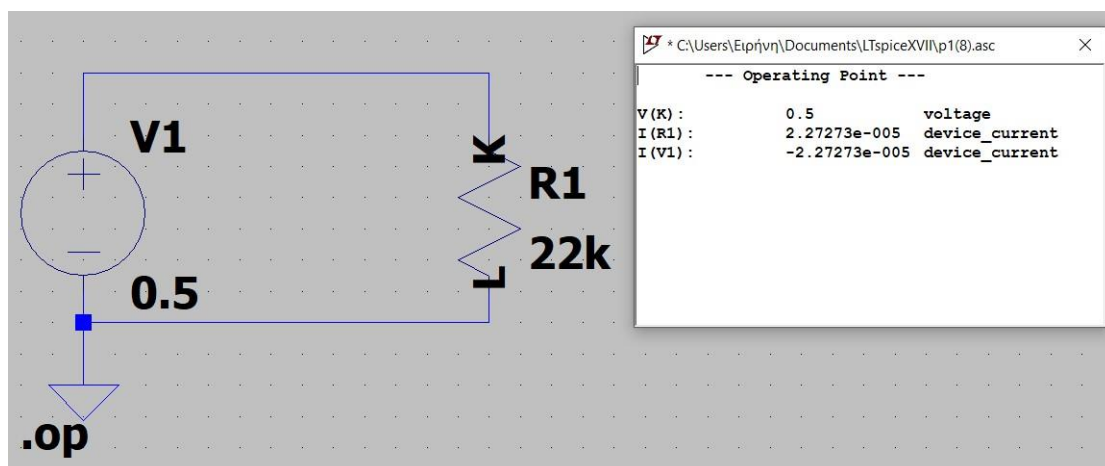 V1
0.5
K
R1
22k
L
.op
* C:\Users\Ειρήνη\Documents\LTspiceXVII\p1(8).asc
--- Operating Point ---
V(K): 0.5 voltage
I(R1): 2.27273e-005 device_current
I(V1): -2.27273e-005 device_current